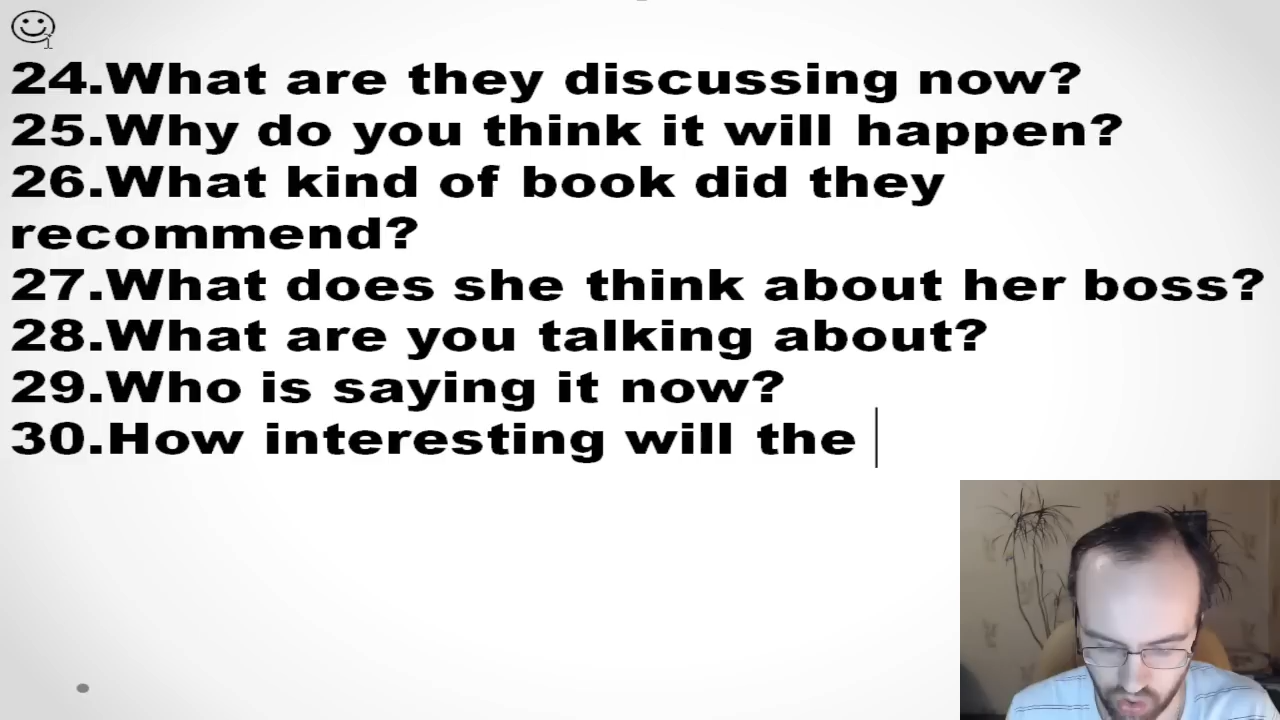 24.What are they discussing now?
25.Why do you think it will happen?
26.What kind of book did they
recommend?
27.What does she think about her boss?
28.What are you talking about?
29.Who is saying it now?
30.How interesting will the